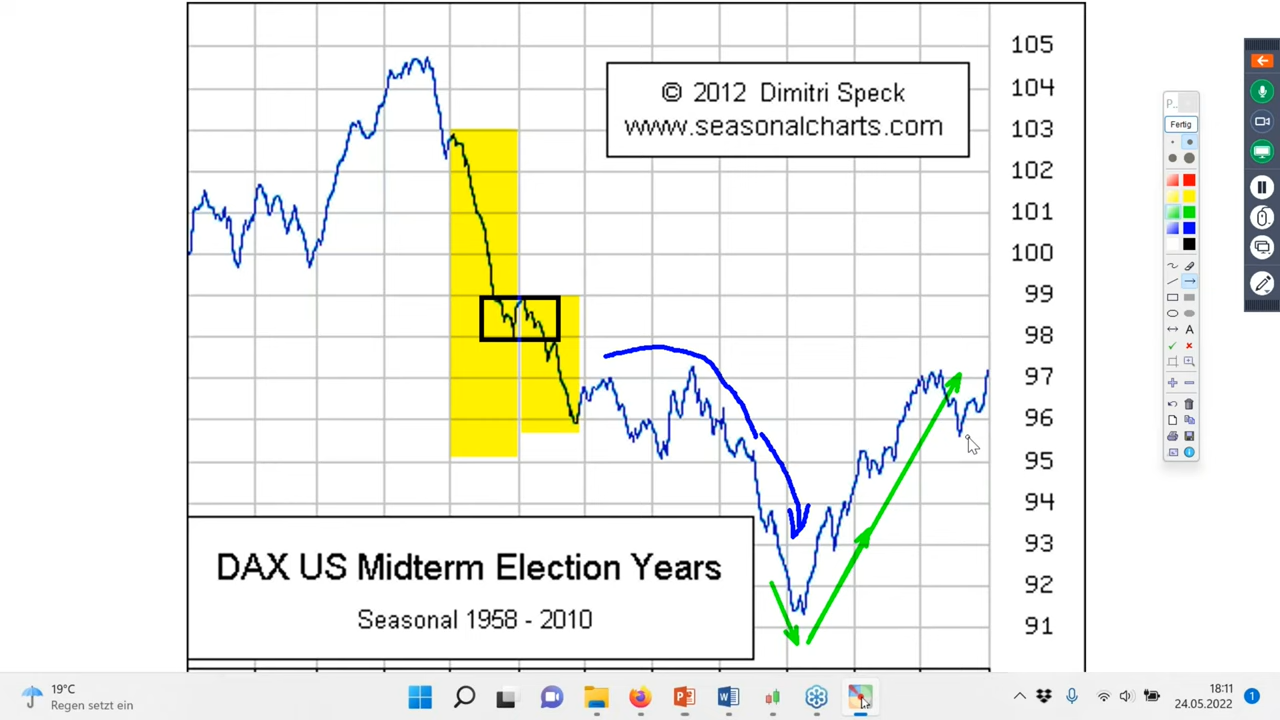 105
© 2012 Dimitri Speck
www.seasonalcharts.com
104
103
102
101
100
99
98
97
96
95
94
93
92
91
DAX US Midterm Election Years
Seasonal 1958 - 2010
P...
Fertig
A
19°C
Regen setzt ein
18:11
24.05.2022
1